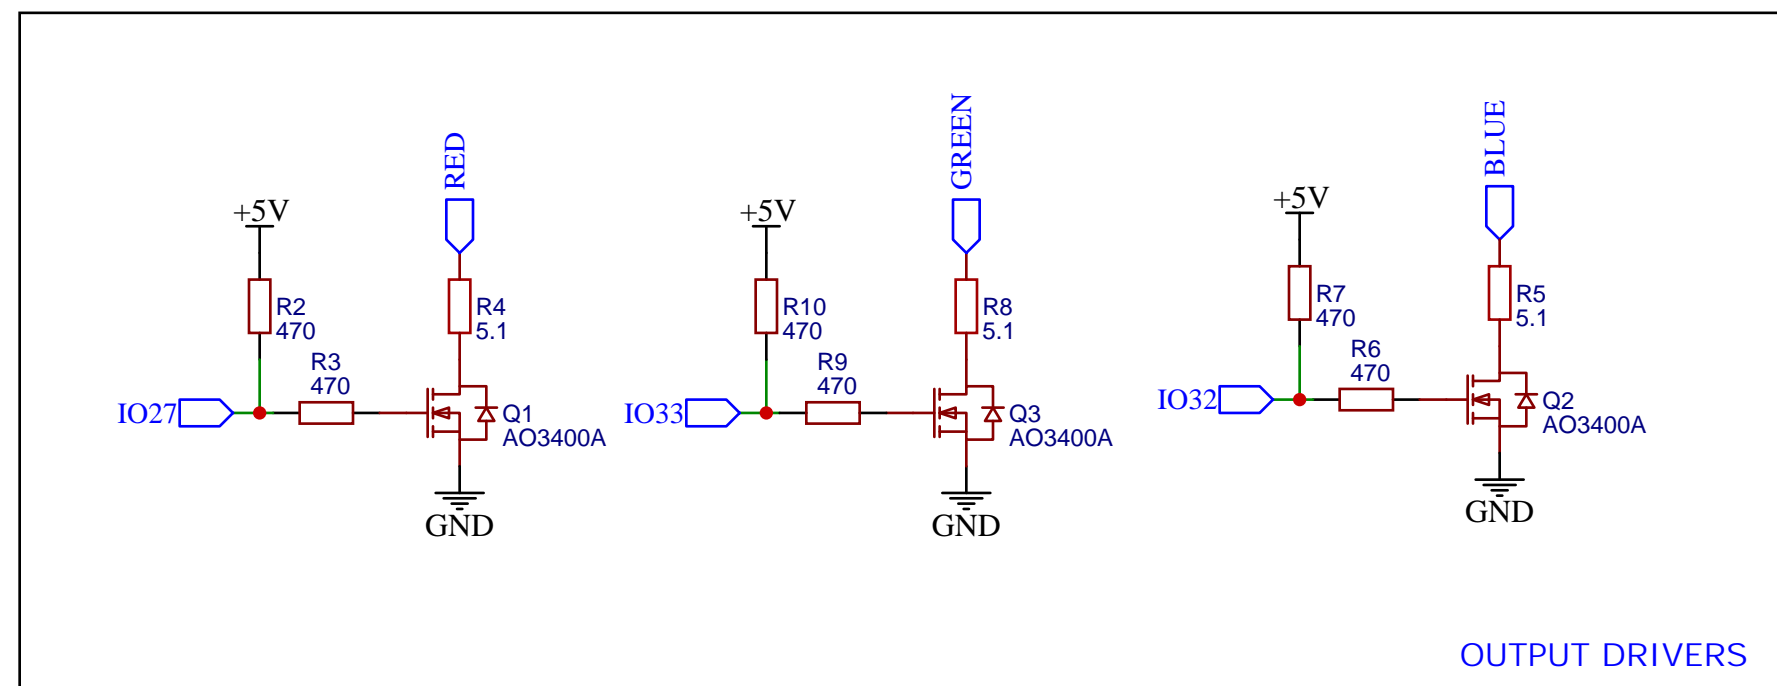 RED
+5V
R2
470
R4
5.1
R3
470
IO27
Q1
AO3400A
GND
GREEN
+5V
R10
470
R8
5.1
R9
470
IO33
Q3
AO3400A
GND
BLUE
+5V
R7
470
R5
5.1
R6
470
IO32
Q2
AO3400A
GND
OUTPUT DRIVERS